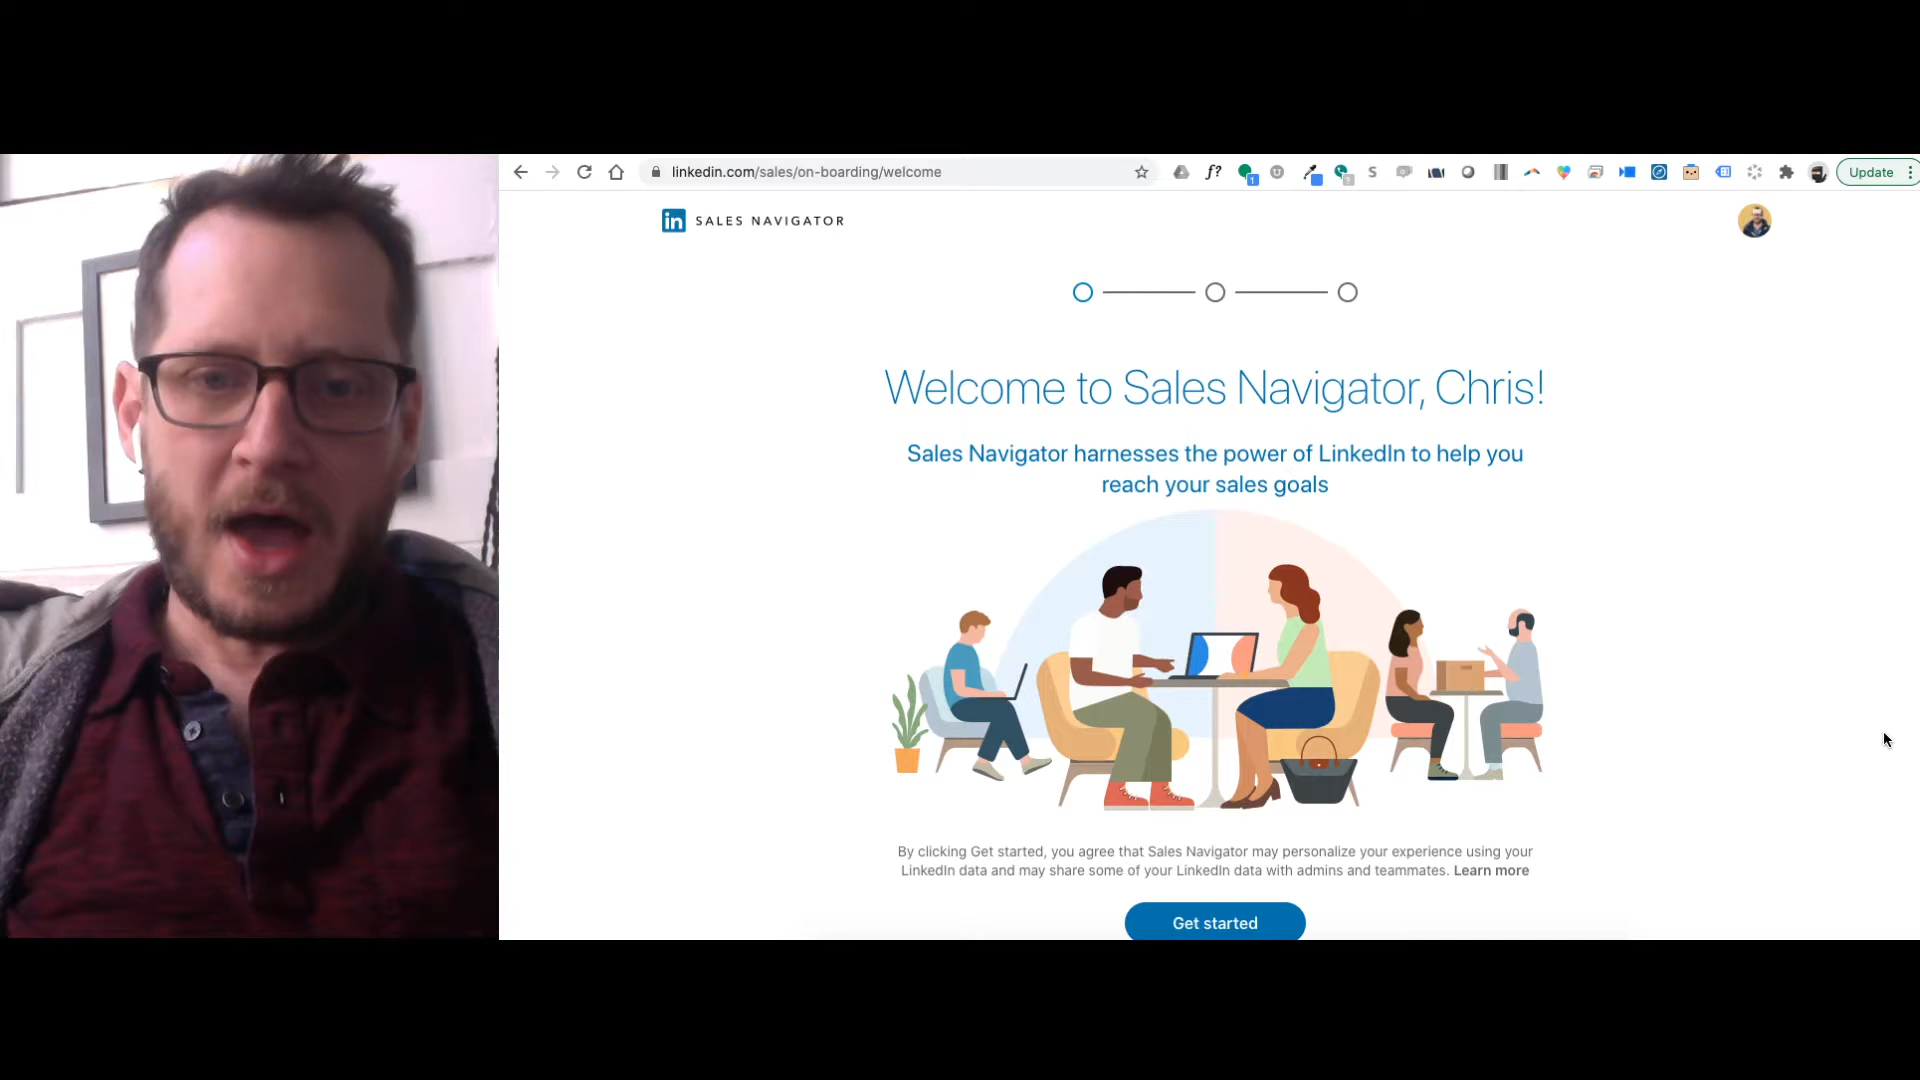 linkedin.com/sales/on-boarding/welcome
Update
in SALES NAVIGATOR
Welcome to Sales Navigator, Chris!
Sales Navigator harnesses the power of LinkedIn to help you
reach your sales goals
By clicking Get started, you agree that Sales Navigator may personalize your experience using your
LinkedIn data and may share some of your LinkedIn data with admins and teammates. Learn more
Get started